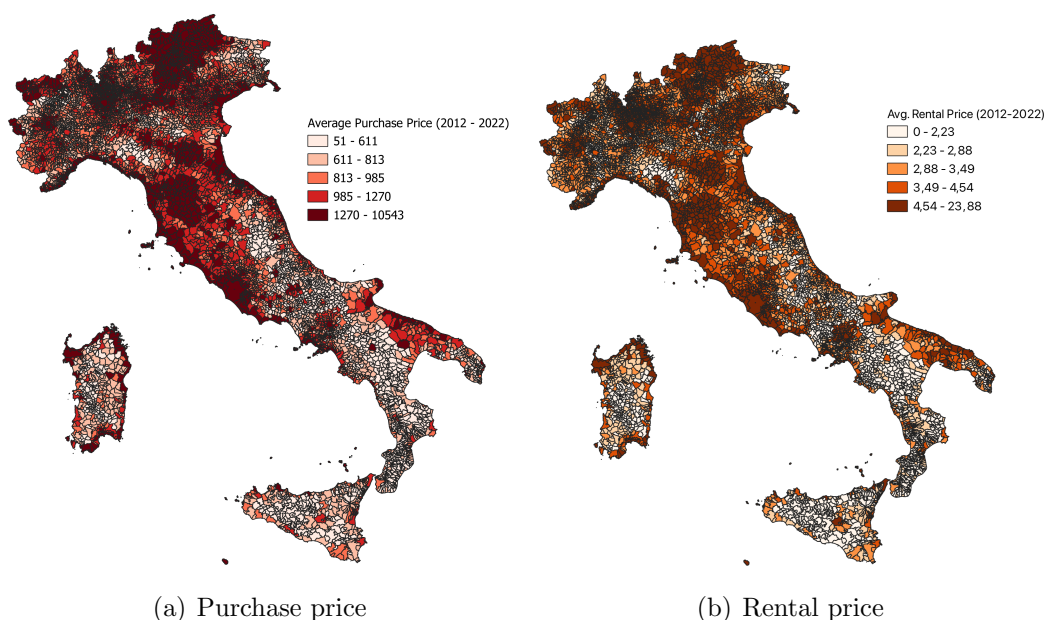 Average Purchase Price (2012 - 2022)
51 - 611
611 - 813
813 - 985
985 - 1270
1270 - 10543
Avg. Rental Price (2012-2022)
0 - 2,23
2,23 - 2,88
2,88 - 3,49
3,49 - 4,54
4,54 - 23,88
(a) Purchase price
(b) Rental price